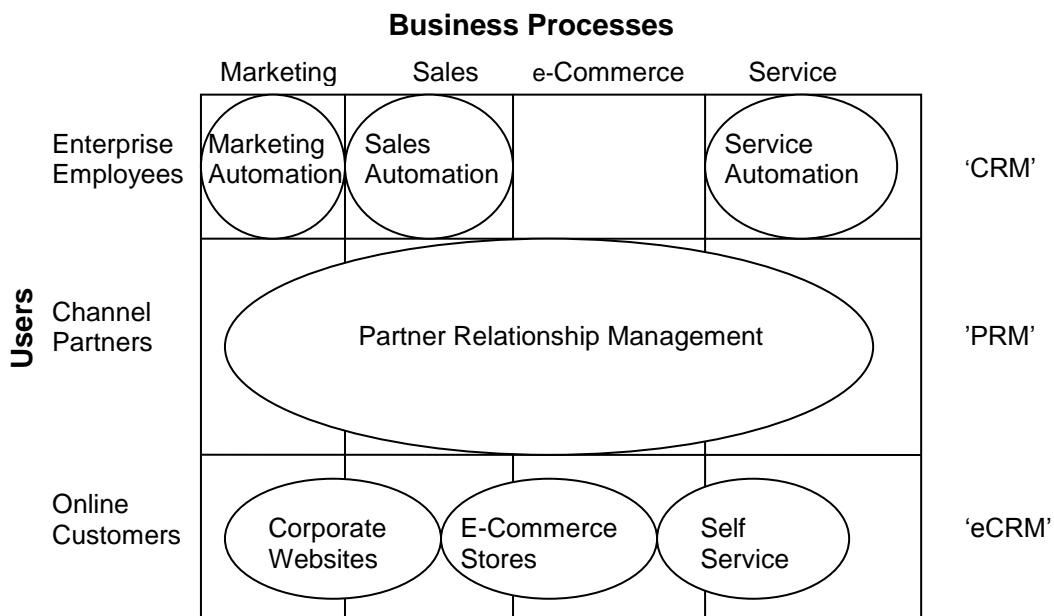 Business Processes
Marketing Sales e-Commerce Service
Enterprise
Employees
Marketing
Automation
Sales
Automation
Service
Automation
‘CRM’
Users
Channel
Partners
Partner Relationship Management
’PRM’
Online
Customers
Corporate
Websites
E-Commerce
Stores
Self
Service
‘eCRM’